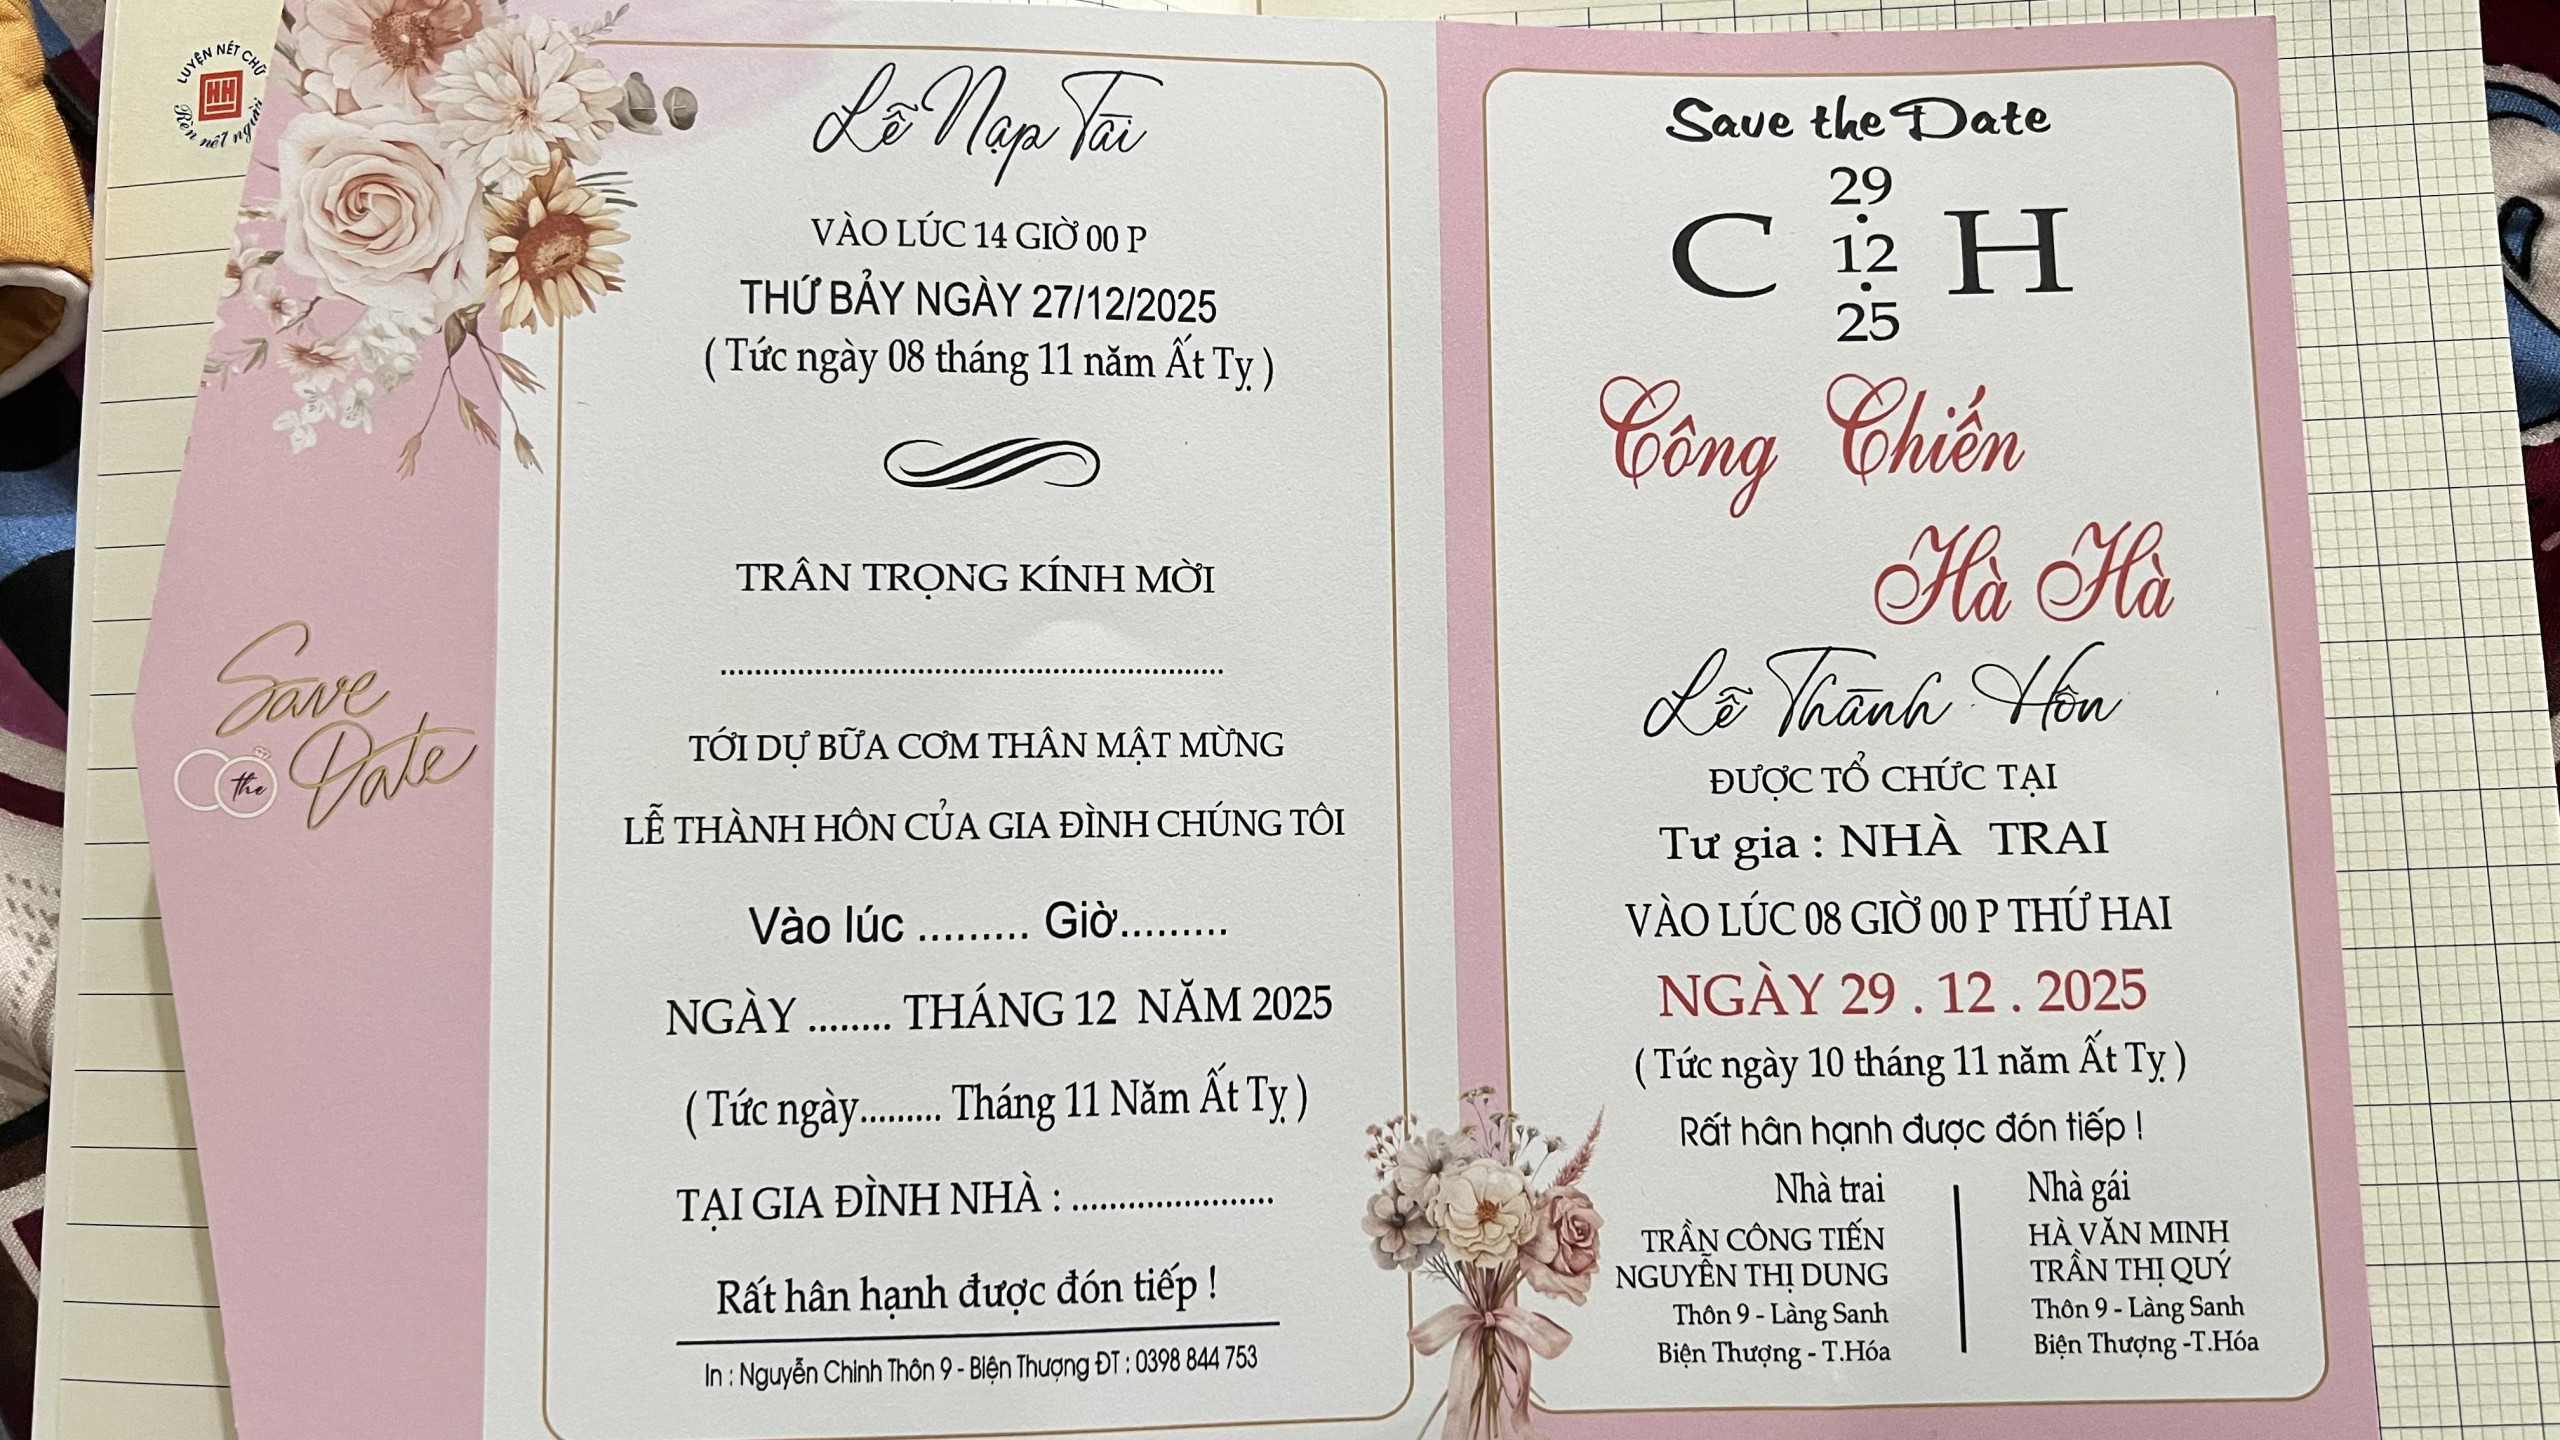 LUYỆN NÉT CHỮ
HH
Rèn nết người
Save
the Date
Lễ Nạp Tài
VÀO LÚC 14 GIỜ 00 P
THỨ BẢY NGÀY 27/12/2025
( Tức ngày 08 tháng 11 năm Ất Tỵ )
TRÂN TRỌNG KÍNH MỜI
............................................................
TỚI DỰ BỮA CƠM THÂN MẬT MỪNG
LỄ THÀNH HÔN CỦA GIA ĐÌNH CHÚNG TÔI
Vào lúc ......... Giờ.........
NGÀY ........ THÁNG 12 NĂM 2025
( Tức ngày......... Tháng 11 Năm Ất Tỵ )
TẠI GIA ĐÌNH NHÀ : ......................
Rất hân hạnh được đón tiếp !
In : Nguyễn Chinh Thôn 9 - Biện Thượng ĐT : 0398 844 753
Save the Date
C 29 . 12 . 25 H
Công Chiến
Hà Hà
Lễ Thành Hôn
ĐƯỢC TỔ CHỨC TẠI
Tư gia : NHÀ TRAI
VÀO LÚC 08 GIỜ 00 P THỨ HAI
NGÀY 29 . 12 . 2025
( Tức ngày 10 tháng 11 năm Ất Tỵ )
Rất hân hạnh được đón tiếp !
Nhà trai
TRẦN CÔNG TIẾN
NGUYỄN THỊ DUNG
Thôn 9 - Làng Sanh
Biện Thượng - T.Hóa
Nhà gái
HÀ VĂN MINH
TRẦN THỊ QUÝ
Thôn 9 - Làng Sanh
Biện Thượng -T.Hóa